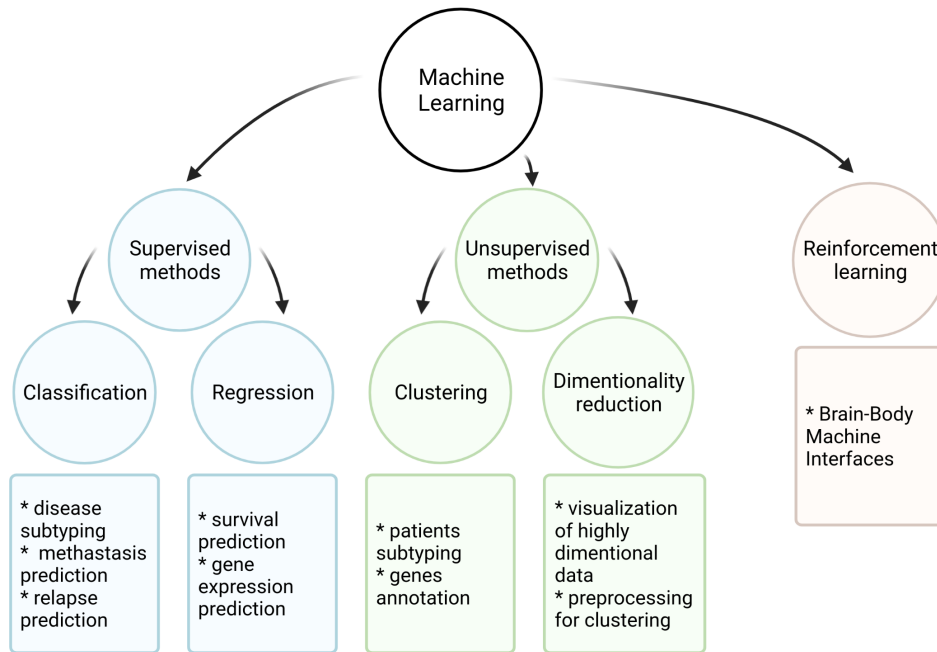 Machine
Learning
Supervised
methods
Unsupervised
methods
Reinforcement
learning
Classification
Regression
Clustering
Dimentionality
reduction
* disease
subtyping
* methastasis
prediction
* relapse
prediction
* survival
prediction
* gene
expression
prediction
* patients
subtyping
* genes
annotation
* visualization
of highly
dimentional
data
* preprocessing
for clustering
* Brain-Body
Machine
Interfaces